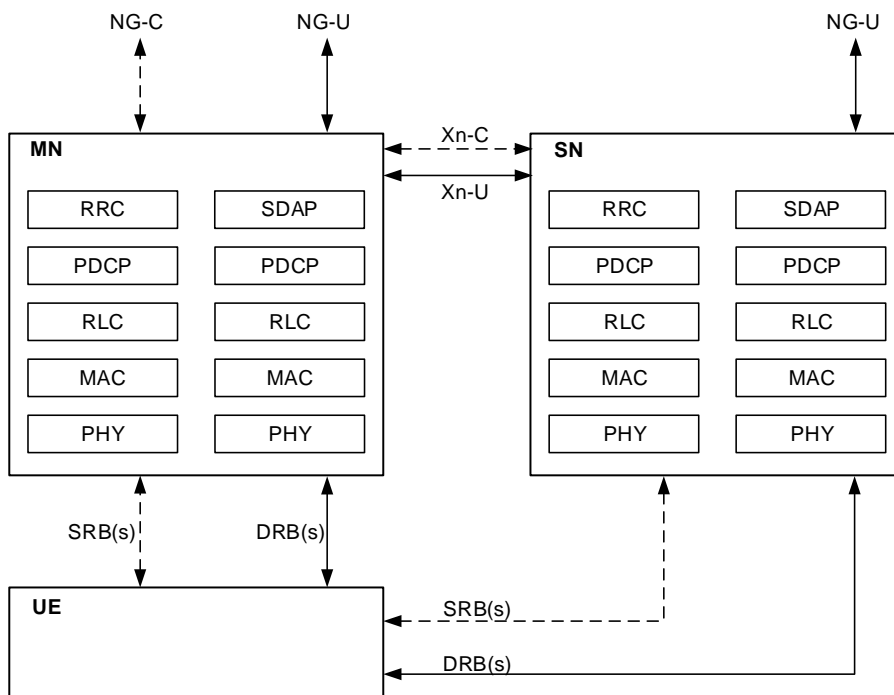 NG-C NG-U NG-U
Xn-C
MN SN
Xn-U
RRC SDAP RRC SDAP
PDCP PDCP PDCP PDCP
RLC RLC RLC RLC
MAC MAC MAC MAC
PHY PHY PHY PHY
SRB(s) DRB(s)
UE SRB(s)
DRB(s)